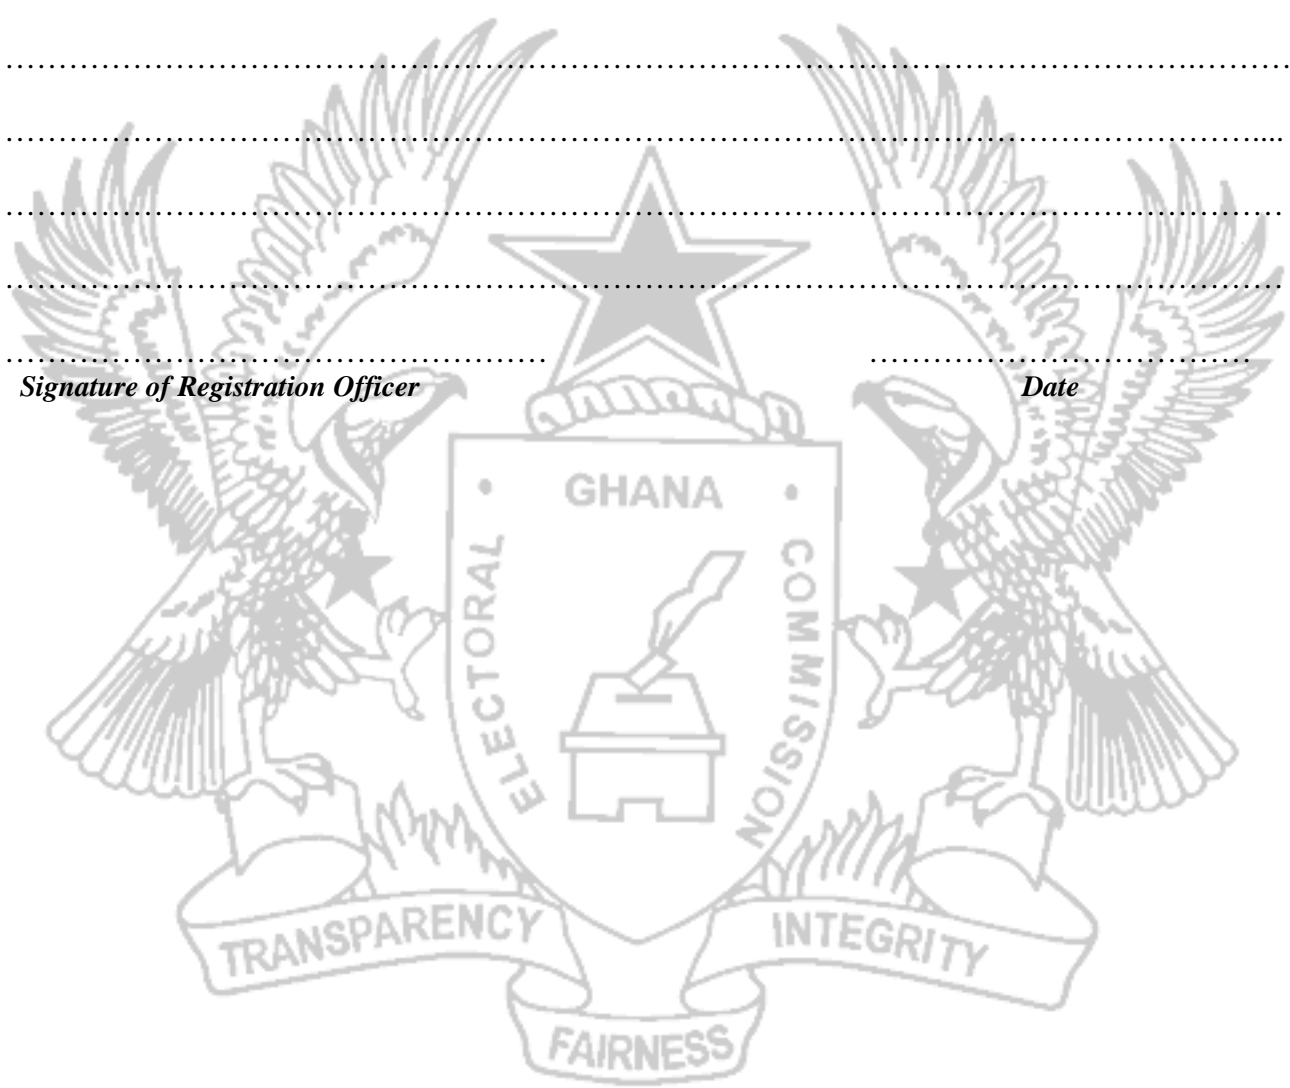 ……………………………………………………………………………………………………….………
……………………………………………………………………………………………………………....
………………………………………………………………………………………………………………
………………………………………………………………………………………………………………
……………………………………………… ………………………………
Signature of Registration Officer Date
GHANA
ELECTORAL COMMISSION
TRANSPARENCY INTEGRITY
FAIRNESS